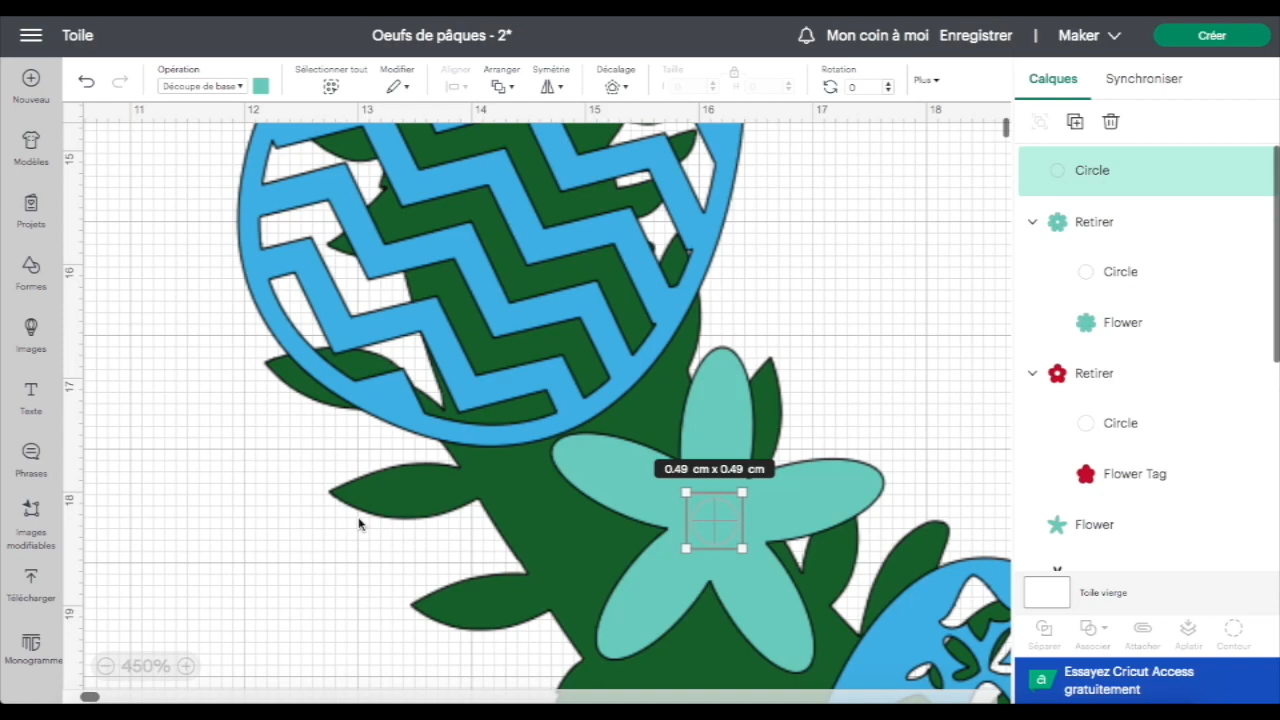 Toile
Oeufs de pâques - 2*
Mon coin à moi
Enregistrer
|
Maker
Créer
Nouveau
Modèles
Projets
Formes
Images
Texte
Phrases
Images modifiables
Télécharger
Monogramme
Opération
Découpe de base
Sélectionner tout
Modifier
Aligner
Arranger
Symétrie
Décalage
Taille
Rotation
0
Plus
11 12 13 14 15 16 17 18
15
16
17
18
19
0.49 cm x 0.49 cm
450%
Calques
Synchroniser
Circle
Retirer
Circle
Flower
Retirer
Circle
Flower Tag
Flower
Toile vierge
Séparer
Associer
Attacher
Aplatir
Contour
a
Essayez Cricut Access
gratuitement